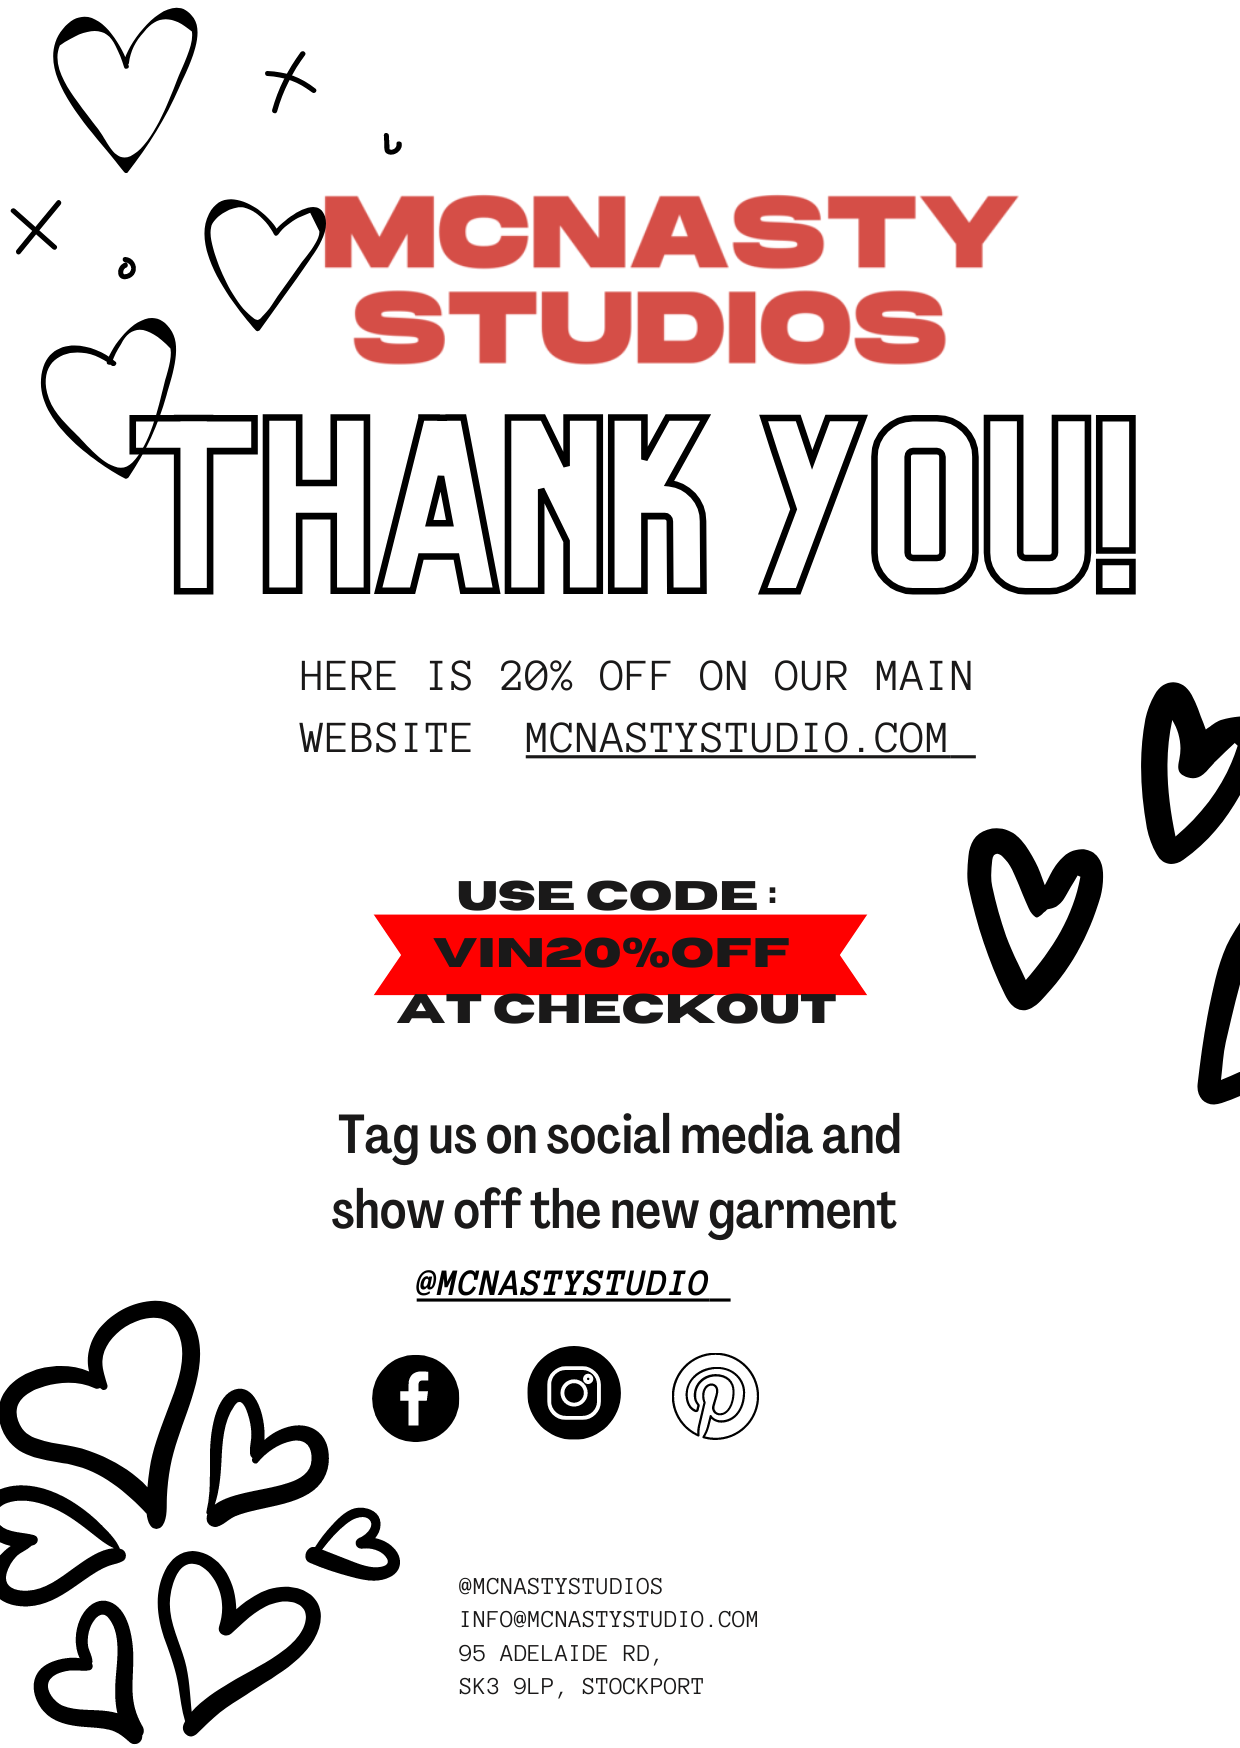 MCNASTY
STUDIOS
THANK YOU!
HERE IS 20% OFF ON OUR MAIN
WEBSITE MCNASTYSTUDIO.COM
USE CODE:
VIN20%OFF
AT CHECKOUT
Tag us on social media and
show off the new garment
@MCNASTYSTUDIO
@MCNASTYSTUDIOS
INFO@MCNASTYSTUDIO.COM
95 ADELAIDE RD,
SK3 9LP, STOCKPORT